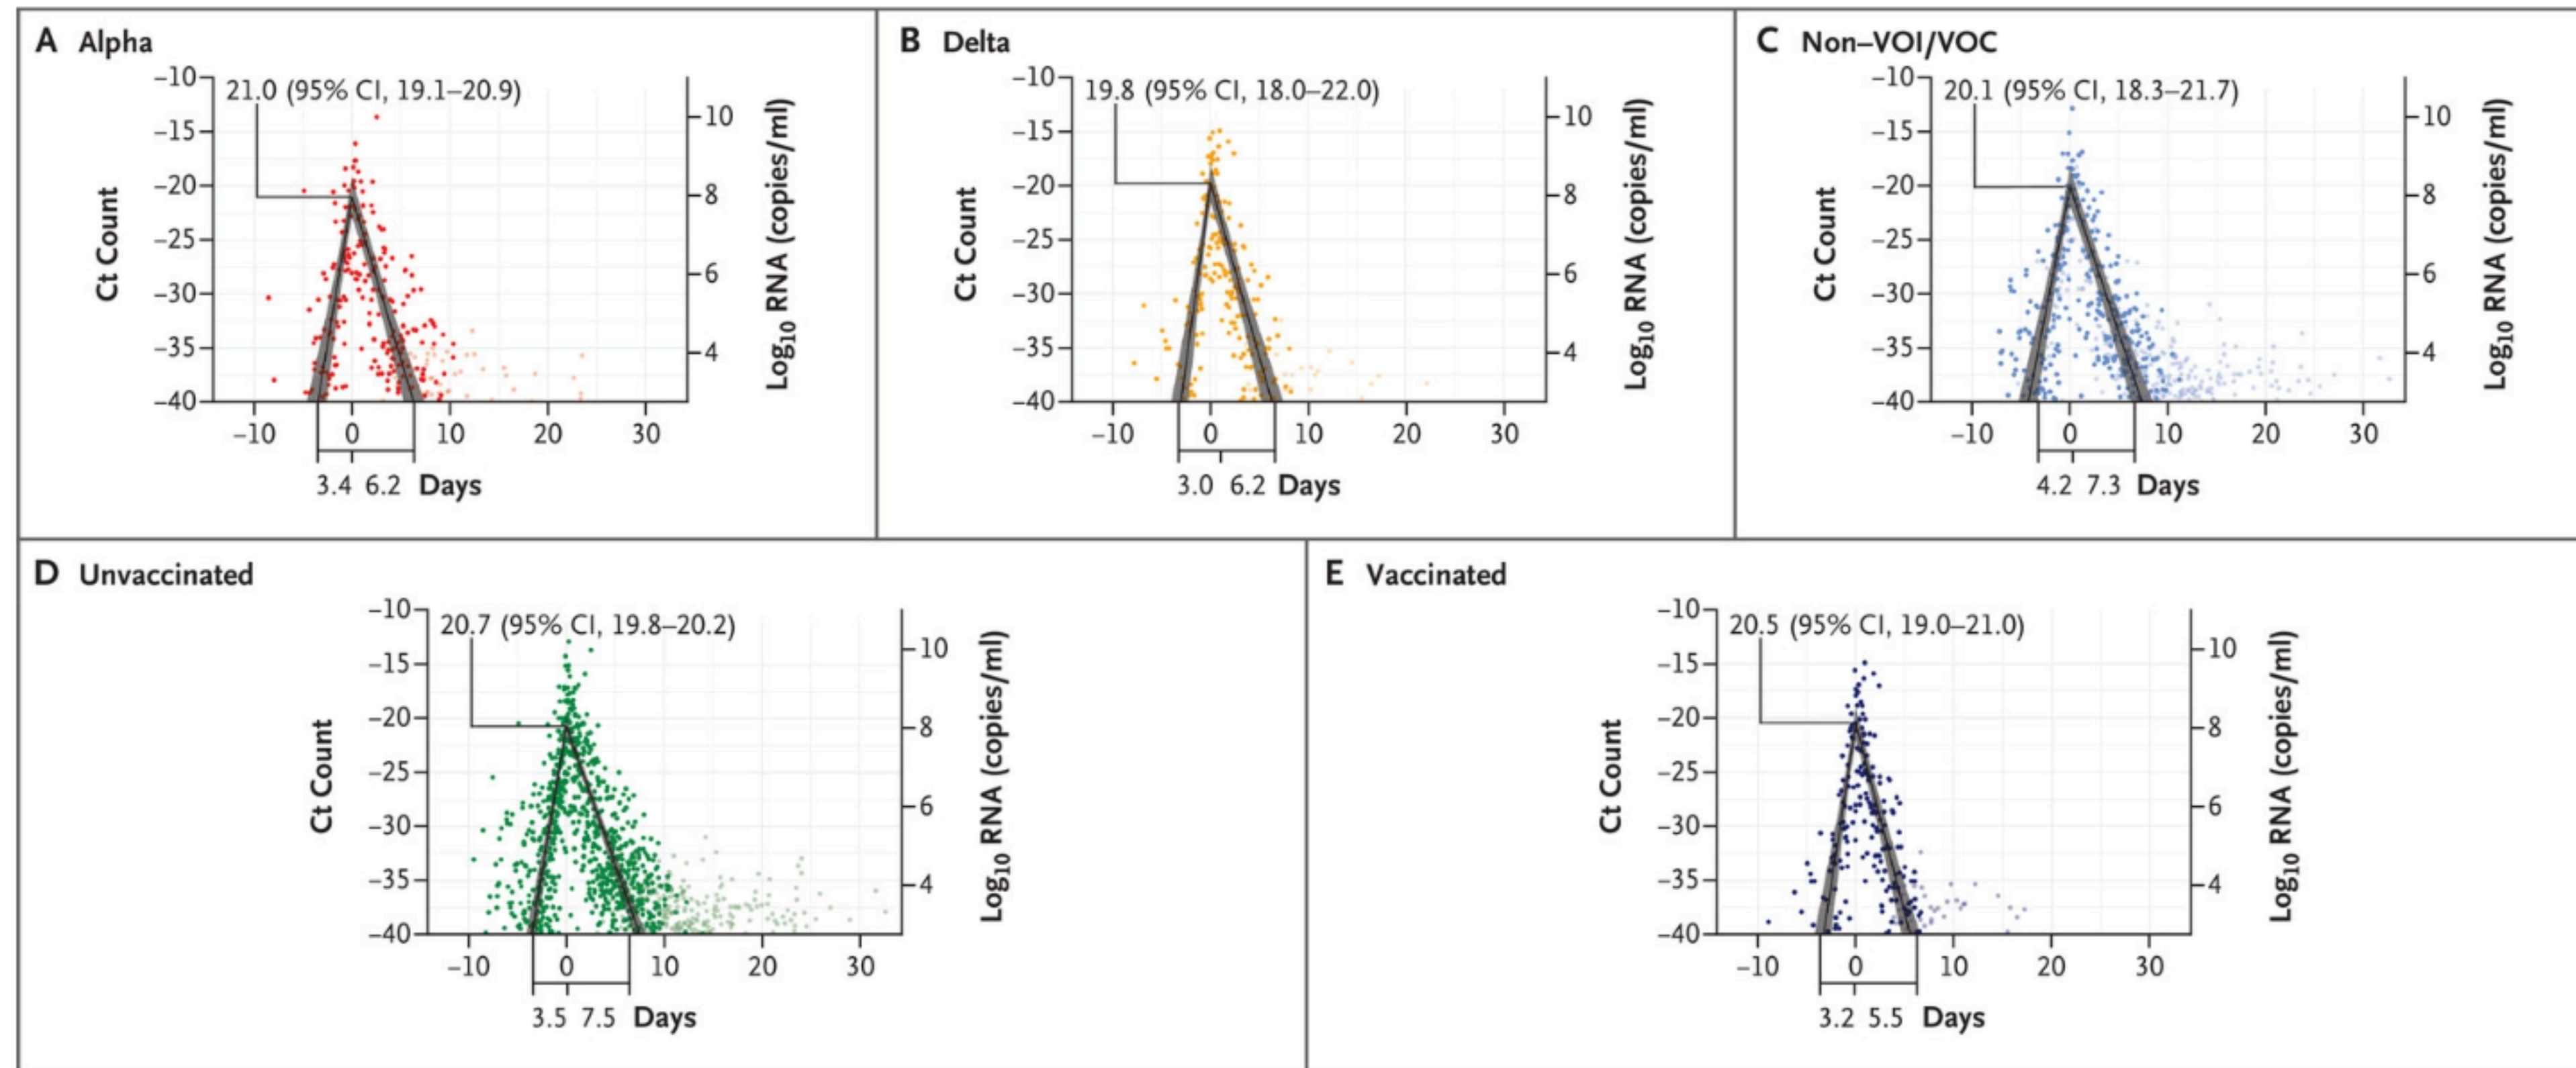 A Alpha
21.0 (95% CI, 19.1–20.9)
–10
–15
–20
–25
–30
–35
–40
Ct Count
10
8
6
4
Log10 RNA (copies/ml)
–10 0 10 20 30
3.4 6.2 Days
B Delta
19.8 (95% CI, 18.0–22.0)
–10
–15
–20
–25
–30
–35
–40
Ct Count
10
8
6
4
Log10 RNA (copies/ml)
–10 0 10 20 30
3.0 6.2 Days
C Non–VOI/VOC
20.1 (95% CI, 18.3–21.7)
–10
–15
–20
–25
–30
–35
–40
Ct Count
10
8
6
4
Log10 RNA (copies/ml)
–10 0 10 20 30
4.2 7.3 Days
D Unvaccinated
20.7 (95% CI, 19.8–20.2)
–10
–15
–20
–25
–30
–35
–40
Ct Count
10
8
6
4
Log10 RNA (copies/ml)
–10 0 10 20 30
3.5 7.5 Days
E Vaccinated
20.5 (95% CI, 19.0–21.0)
–10
–15
–20
–25
–30
–35
–40
Ct Count
10
8
6
4
Log10 RNA (copies/ml)
–10 0 10 20 30
3.2 5.5 Days